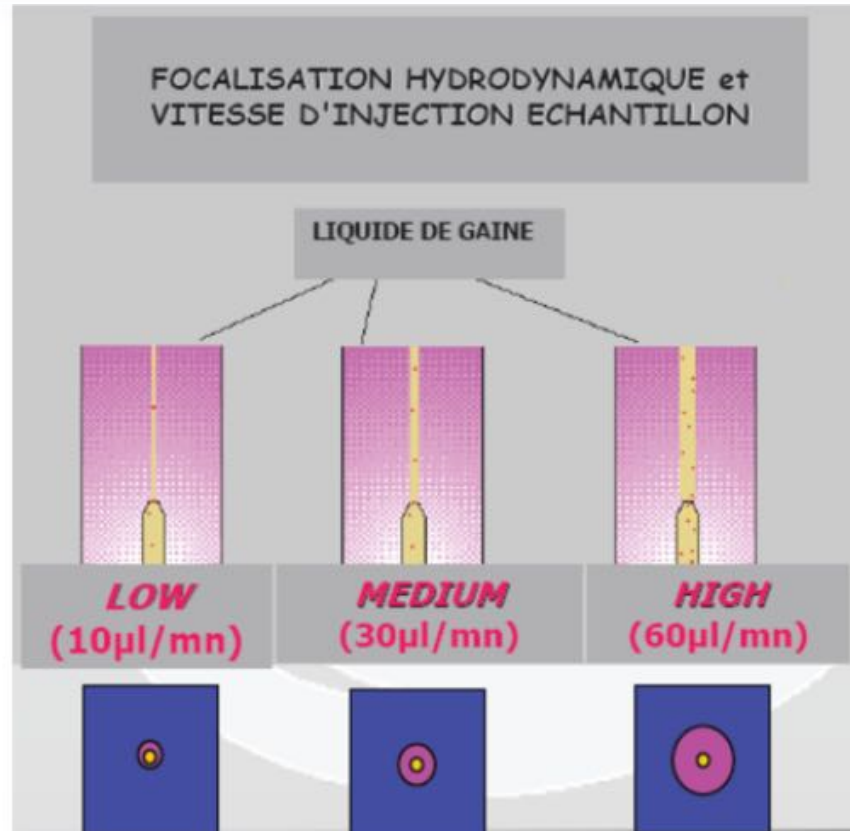 FOCALISATION HYDRODYNAMIQUE et
VITESSE D'INJECTION ECHANTILLON
LIQUIDE DE GAINE
LOW
(10µl/mn)
MEDIUM
(30µl/mn)
HIGH
(60µl/mn)